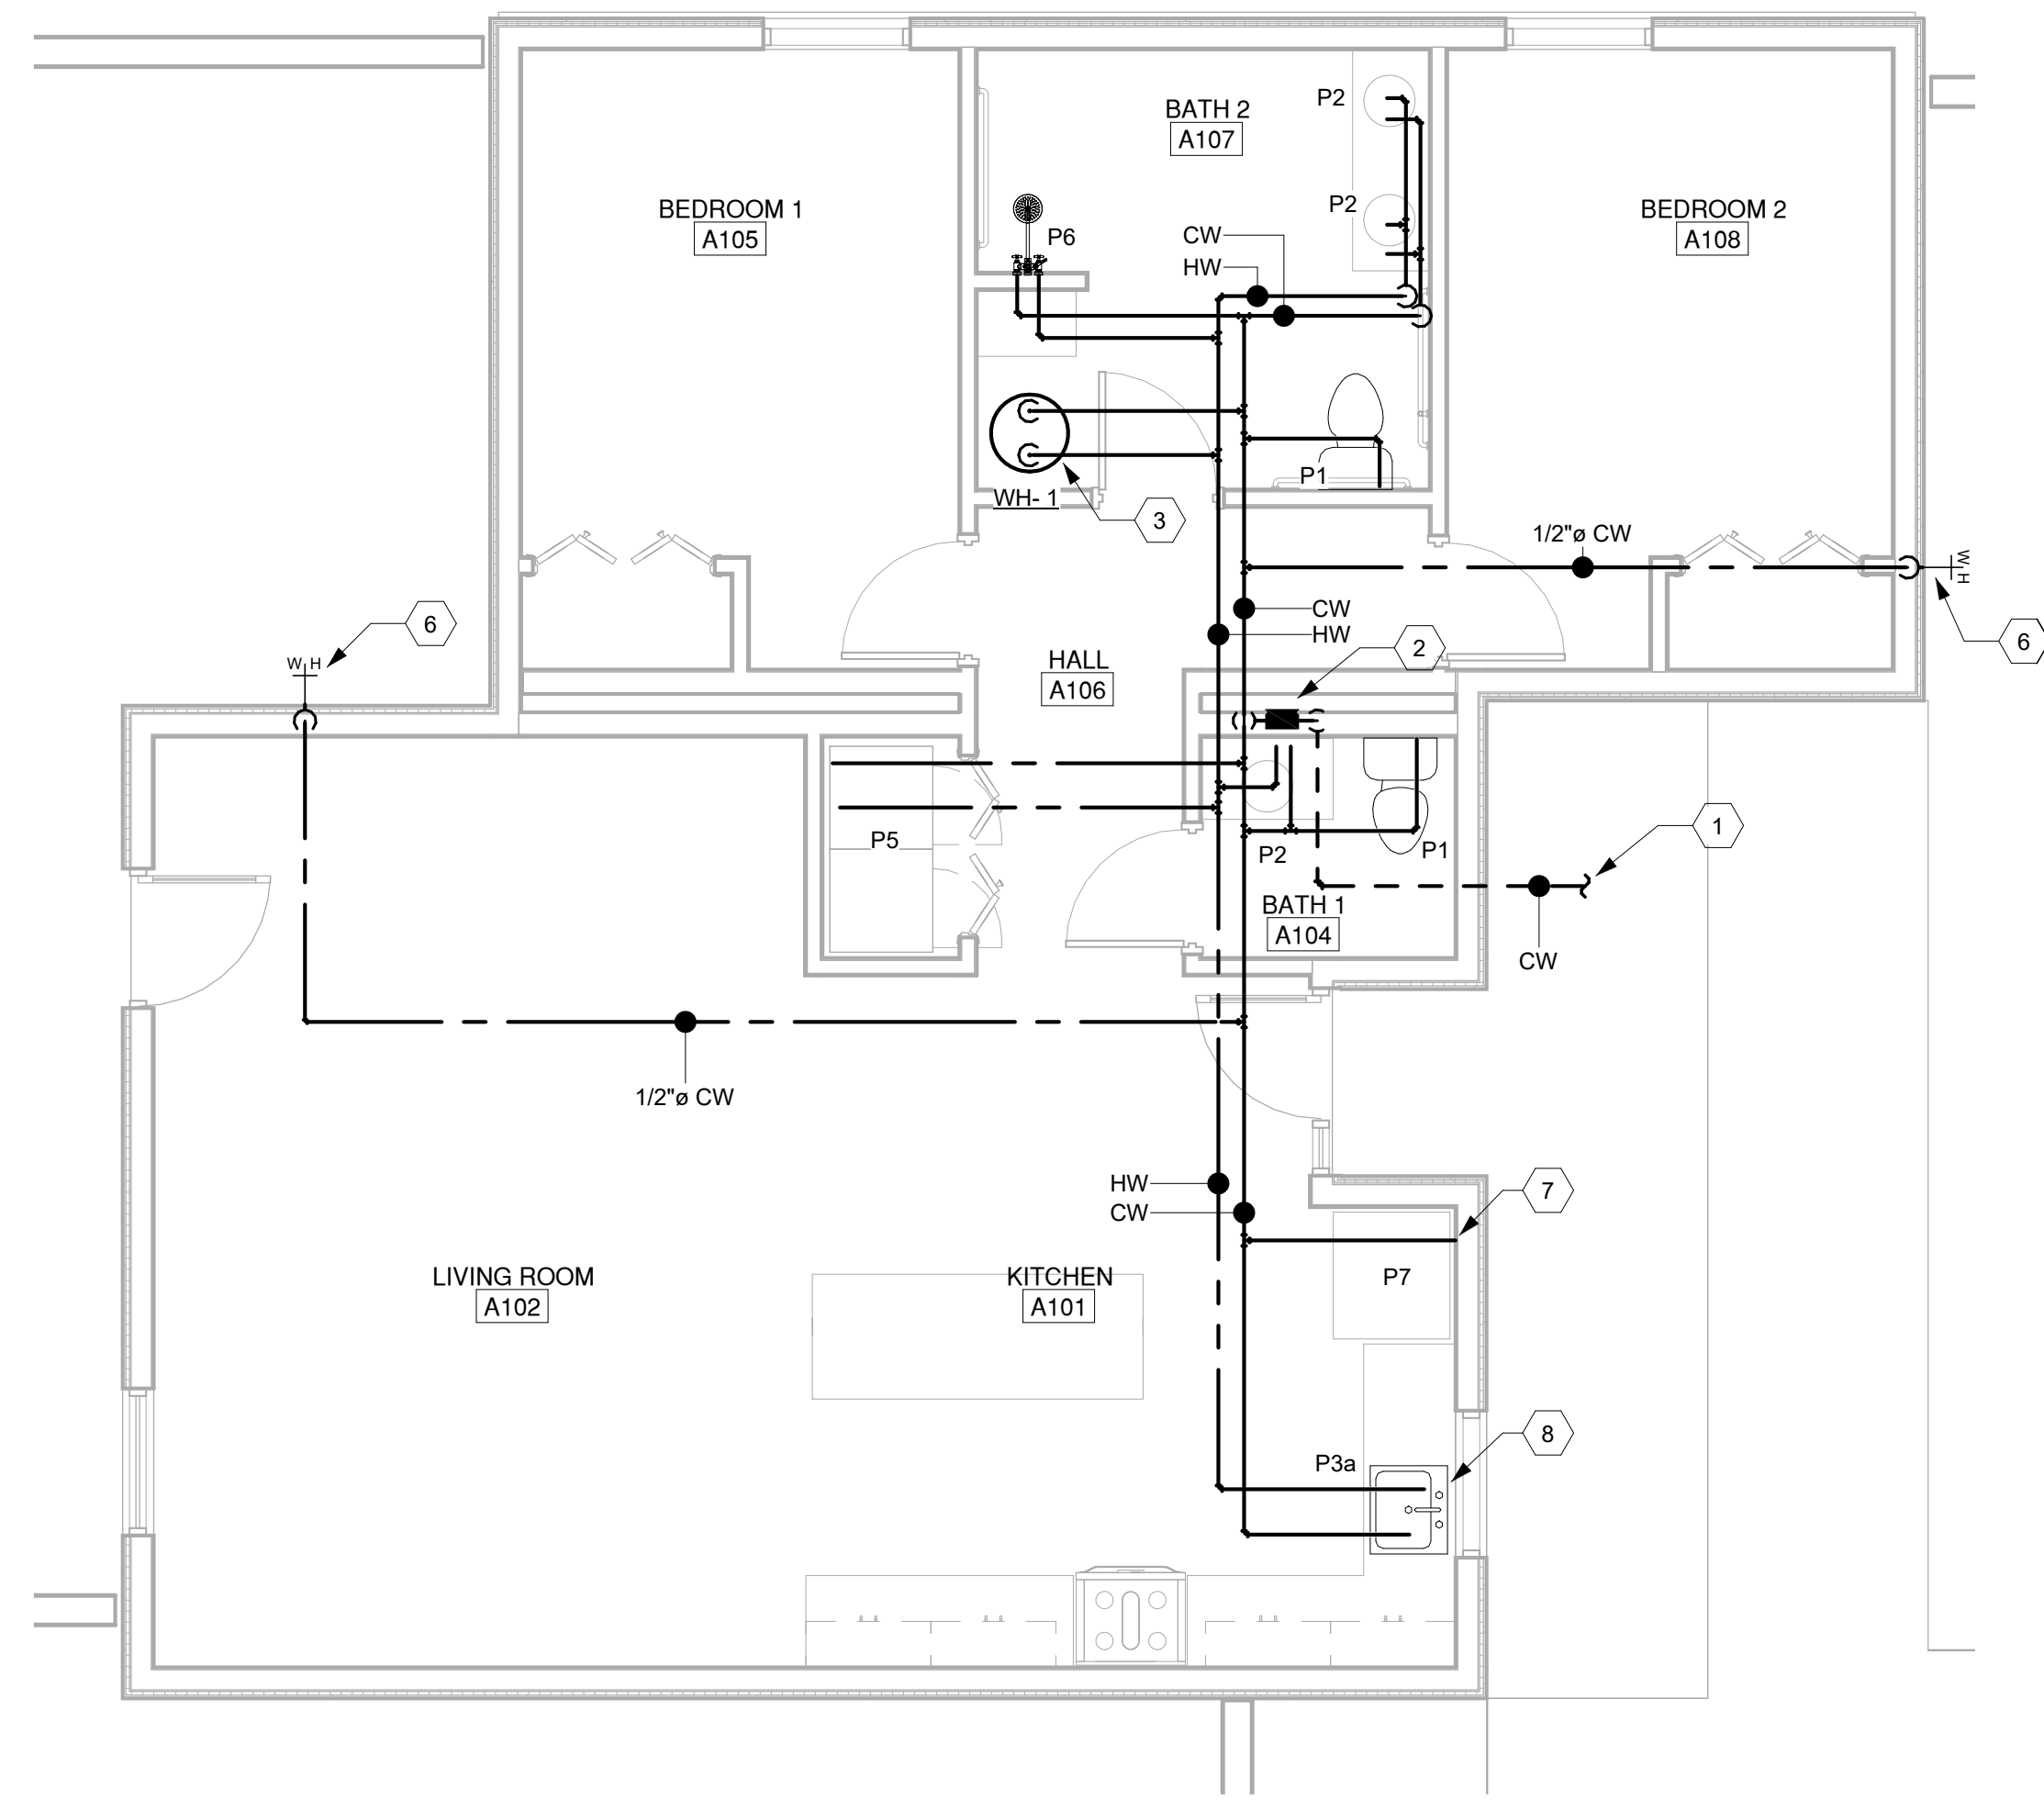 P2
BATH 2
A107
P2
BEDROOM 1
A105
BEDROOM 2
A108
P6
CW
HW
P1
WH- 1
3
1/2"ø CW
W H
6
CW
HW
2
6
W H
HALL
A106
P5
P2
P1
1
BATH 1
A104
CW
1/2"ø CW
HW
CW
7
LIVING ROOM
A102
KITCHEN
A101
P7
8
P3a